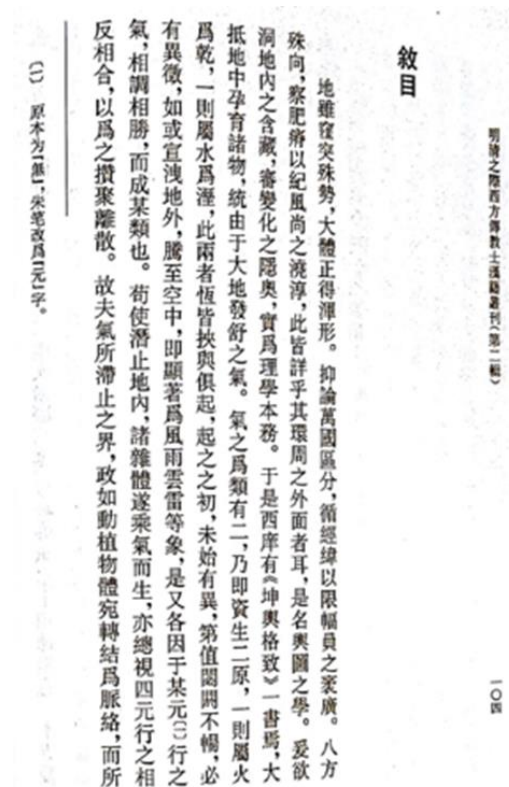 明清之際西方傳教士漢籍叢刊（第二輯）
一〇四
敘目
地雖窪突殊勢，大體正得渾形。抑論萬國區分，循經緯以限幅員之袤廣。八方
殊向，察肥瘠以紀風尚之澆淳，此皆詳乎其環周之外面者耳，是名輿圖之學。爰欲
洞地內之含藏，審變化之隱奧，實爲理學本務。于是西庠有《坤輿格致》一書焉，大
抵地中孕育諸物，統由于大地發舒之氣。氣之爲類有二，乃即資生二原，一則屬火
爲乾，一則屬水爲溼，此兩者恆皆挾與俱起，起之之初，未始有異，第值閟闢不暢，必
有異徵，如或宣洩地外，騰至空中，即顯著爲風雨雲雷等象，是又各因于某元〔一〕行之
氣，相調相勝，而成某類也。苟使潛止地內，諸雜體遂乘氣而生，亦總視四元行之相
反相合，以爲之攢聚離散。故夫氣所滯止之界，政如動植物體宛轉結爲脈絡，而所
〔一〕　原本为【無】，朱笔改爲【元】字。